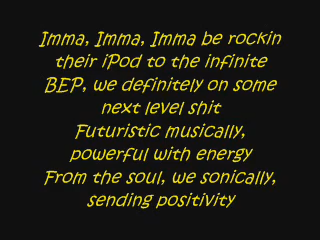 Imma, Imma, Imma be rockin
their iPod to the infinite
BEP, we definitely on some
next level shit
Futuristic musically,
powerful with energy
From the soul, we sonically,
sending positivity